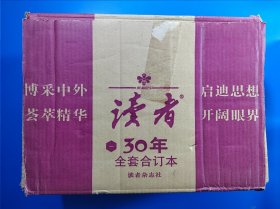 博采中外
荟萃精华
读者®
30年
全套合订本
读者杂志社
启迪思想
开阔眼界